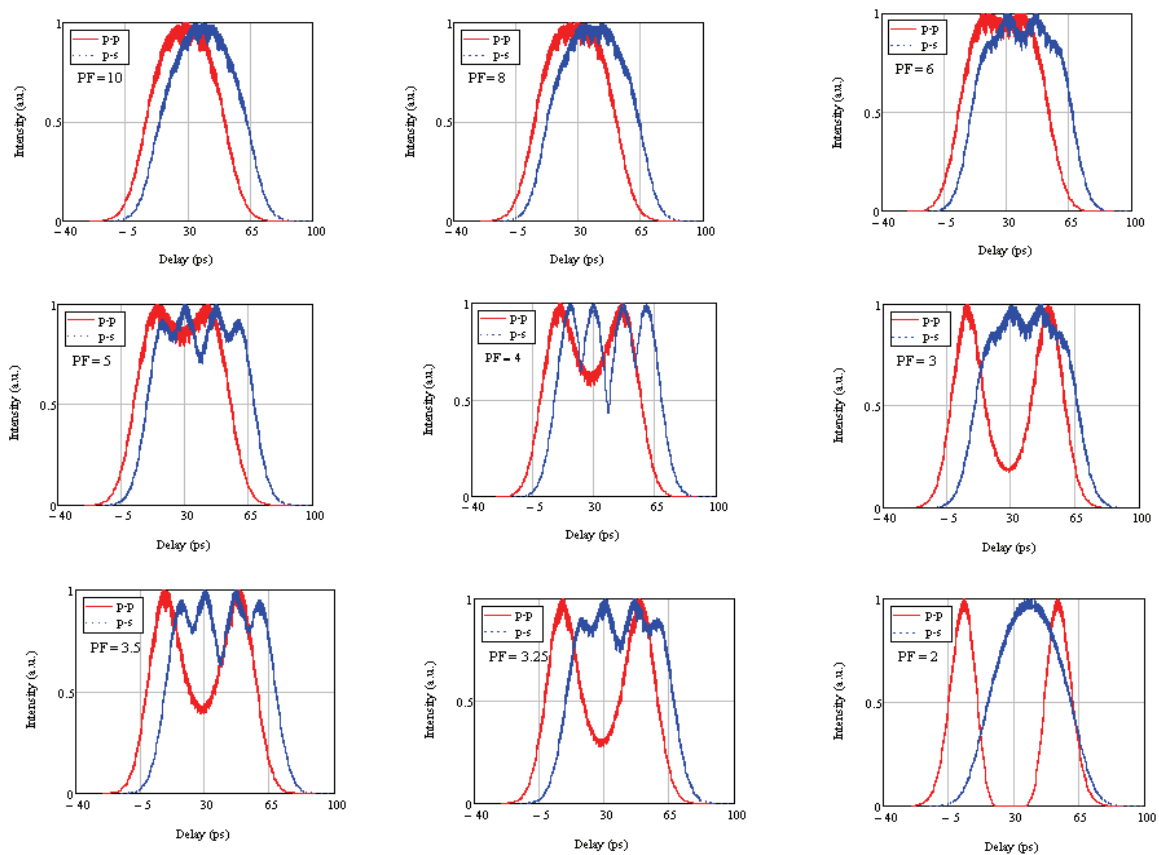 1
p-p
p-s
PF = 10
Intensity (a.u.)
0.5
0
− 40
− 5
30
65
100
Delay (ps)
1
p-p
p-s
PF = 8
Intensity (a.u.)
0.5
0
− 40
− 5
30
65
100
Delay (ps)
1
p-p
p-s
PF = 6
Intensity (a.u.)
0.5
0
− 40
− 5
30
65
100
Delay (ps)
1
p-p
p-s
PF = 5
Intensity (a.u.)
0.5
0
− 40
− 5
30
65
100
Delay (ps)
1
p-p
p-s
PF = 4
Intensity (a.u.)
0.5
0
− 40
− 5
30
65
100
Delay (ps)
1
p-p
p-s
PF = 3
Intensity (a.u.)
0.5
0
− 40
− 5
30
65
100
Delay (ps)
1
p-p
p-s
PF = 3.5
Intensity (a.u.)
0.5
0
− 40
− 5
30
65
100
Delay (ps)
1
p-p
p-s
PF = 3.25
Intensity (a.u.)
0.5
0
− 40
− 5
30
65
100
Delay (ps)
1
p-p
p-s
PF = 2
Intensity (a.u.)
0.5
0
− 40
− 5
30
65
100
Delay (ps)